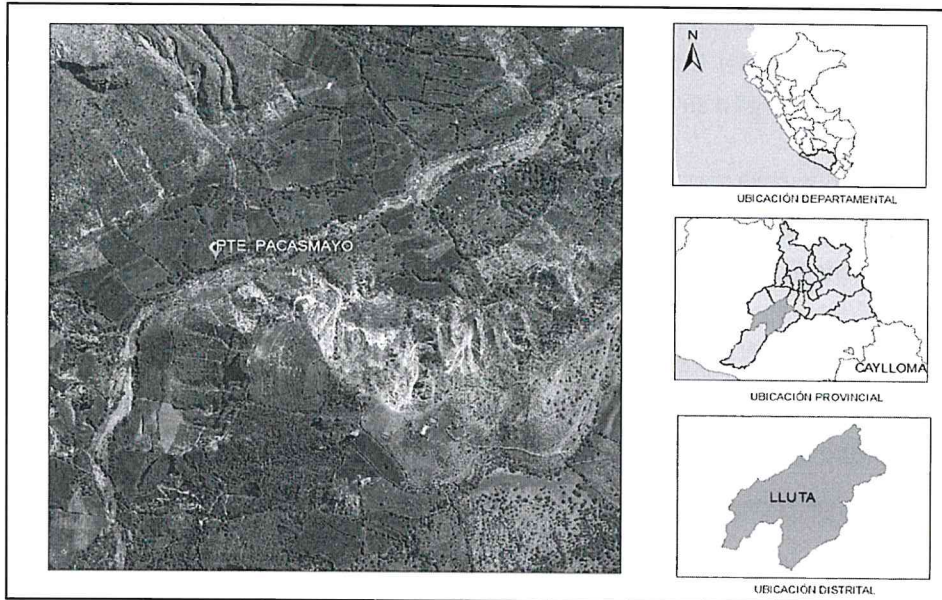 PTE. PACASMAYO
N
UBICACIÓN DEPARTAMENTAL
CAYLLOMA
UBICACIÓN PROVINCIAL
LLUTA
UBICACIÓN DISTRITAL